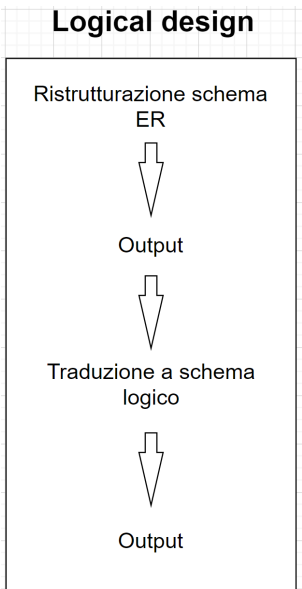 Logical design
Ristrutturazione schema
ER
Output
Traduzione a schema
logico
Output